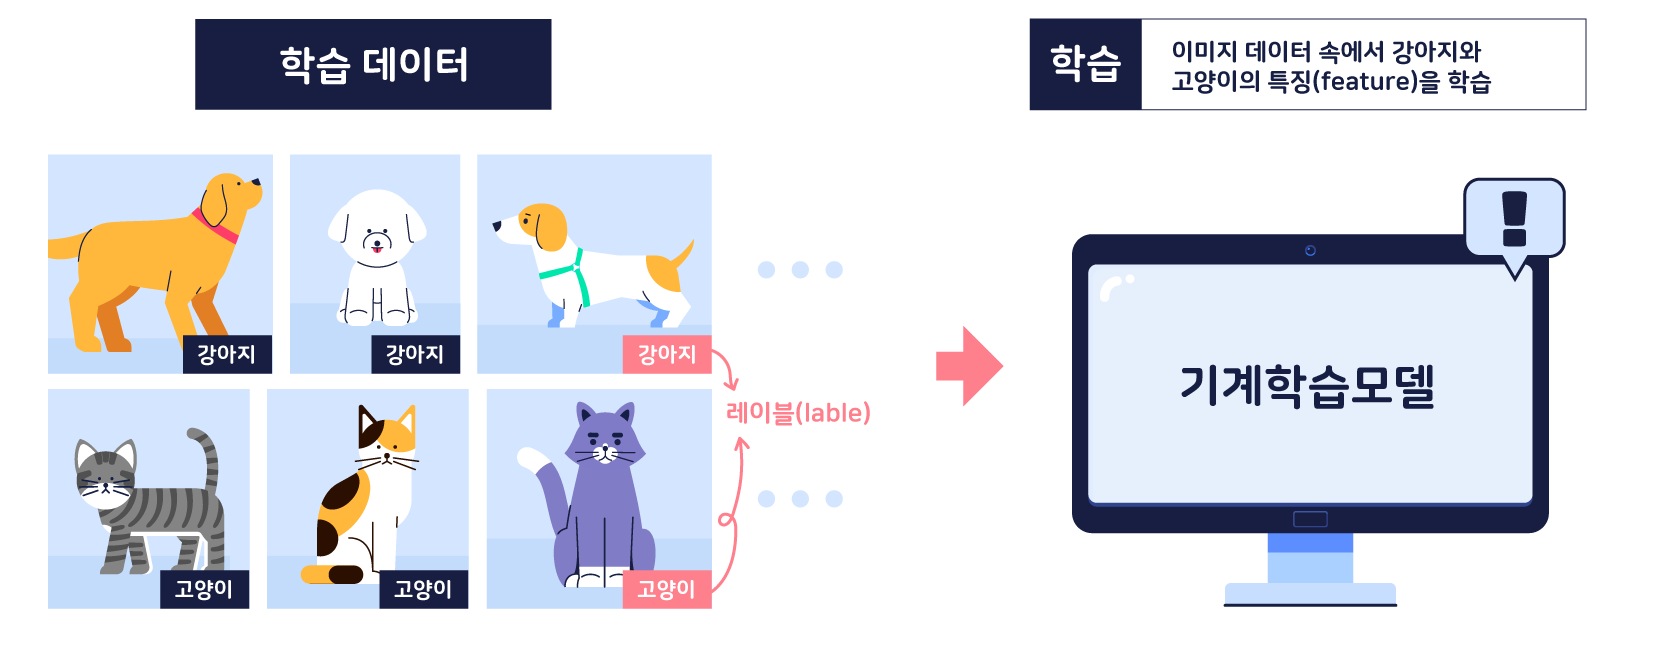 학습 데이터
학습
이미지 데이터 속에서 강아지와
고양이의 특징(feature)을 학습
강아지
강아지
강아지
레이블(lable)
고양이
고양이
고양이
기계학습모델
!